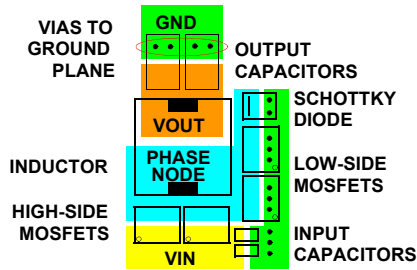 GND
VIAS TO
GROUND
PLANE
OUTPUT
CAPACITORS
VOUT
SCHOTTKY
DIODE
INDUCTOR
PHASE
NODE
LOW-SIDE
MOSFETS
HIGH-SIDE
MOSFETS
VIN
INPUT
CAPACITORS